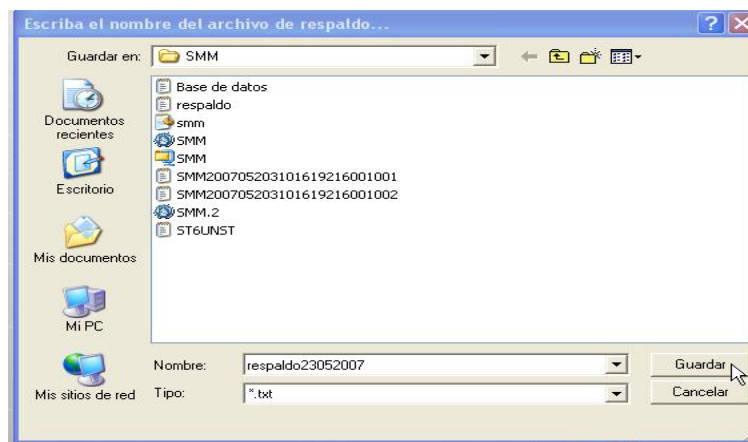 Escriba el nombre del archivo de respaldo...
Guardar en: SMM
Documentos
recientes
Escritorio
Mis documentos
Mi PC
Mis sitios de red
Base de datos
respaldo
smm
SMM
SMM
SMM200705203101619216001001
SMM200705203101619216001002
SMM.2
ST6UNST
Nombre: respaldo23052007 Guardar
Tipo: *.txt Cancelar